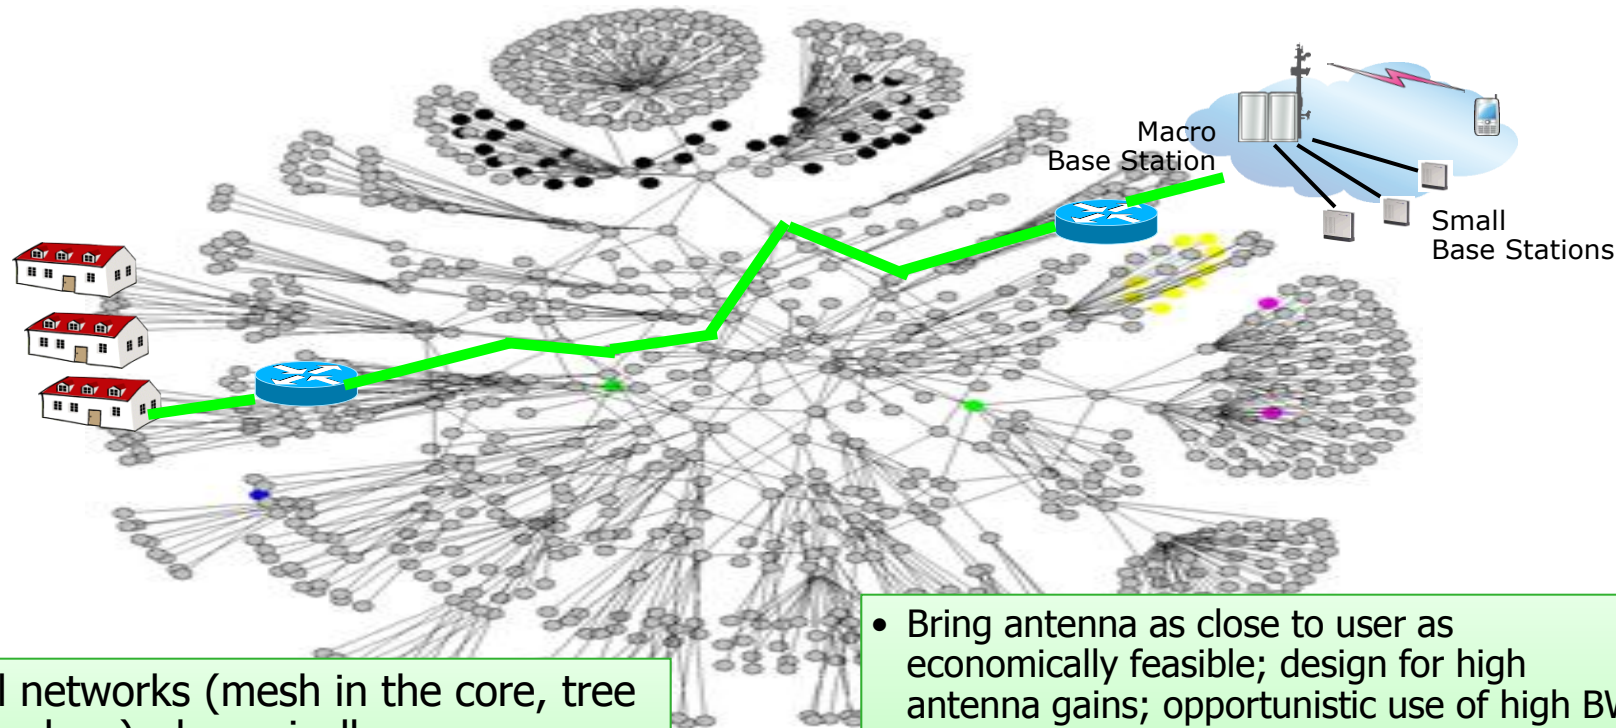 Macro
Base Station
Small
Base Stations
networks (mesh in the core, tree
• Bring antenna as close to user as
economically feasible; design for high
antenna gains; opportunistic use of high BW